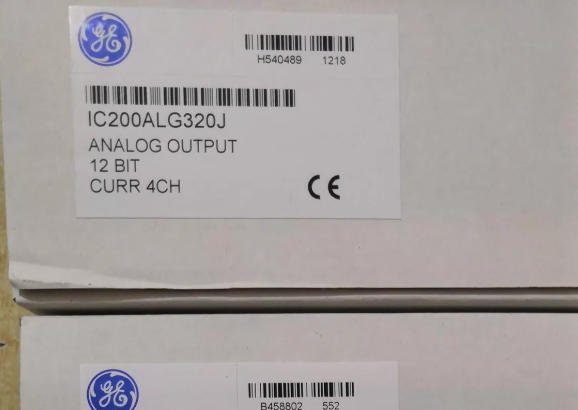 H540489 1218
IC200ALG320J
ANALOG OUTPUT
12 BIT
CURR 4CH
CE
B458802 552